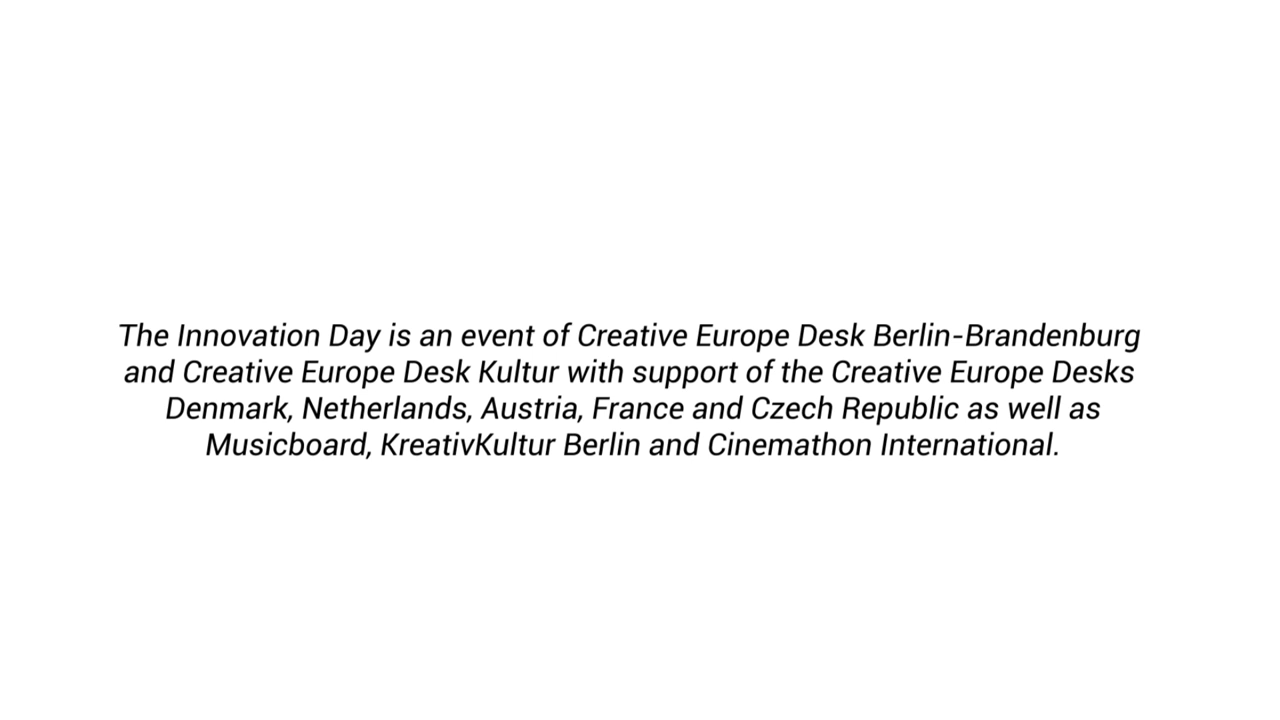 The Innovation Day is an event of Creative Europe Desk Berlin-Brandenburg
and Creative Europe Desk Kultur with support of the Creative Europe Desks
Denmark, Netherlands, Austria, France and Czech Republic as well as
Musicboard, KreativKultur Berlin and Cinemathon International.